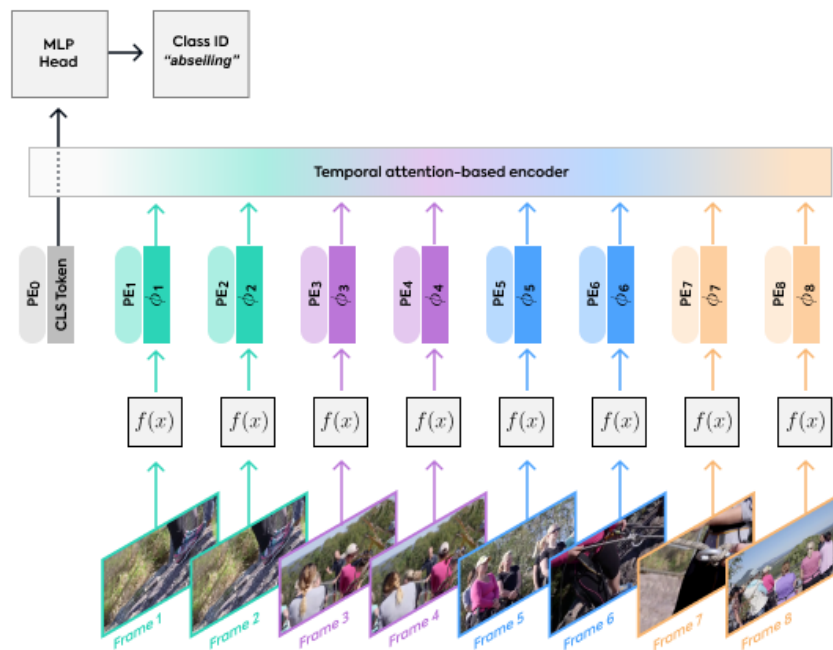 MLP
Head
Class ID
"abseiling"
Temporal attention-based encoder
PE0
CLS Token
PE1
ϕ1
PE2
ϕ2
PE3
ϕ3
PE4
ϕ4
PE5
ϕ5
PE6
ϕ6
PE7
ϕ7
PE8
ϕ8
f(x)
f(x)
f(x)
f(x)
f(x)
f(x)
f(x)
f(x)
Frame 1
Frame 2
Frame 3
Frame 4
Frame 5
Frame 6
Frame 7
Frame 8